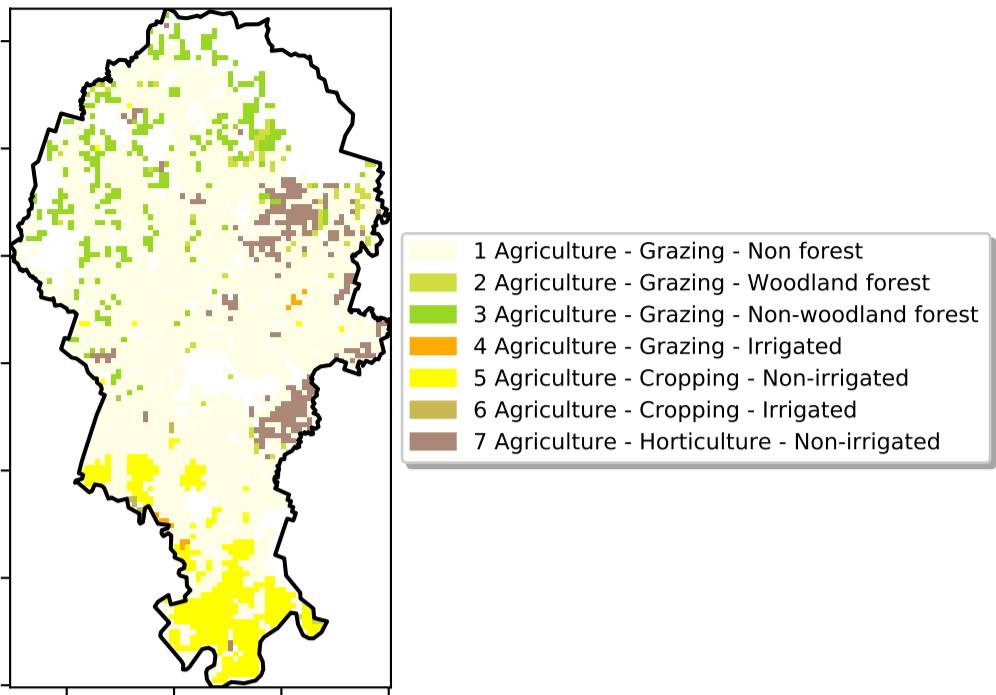 1 Agriculture - Grazing - Non forest
2 Agriculture - Grazing - Woodland forest
3 Agriculture - Grazing - Non-woodland forest
4 Agriculture - Grazing - Irrigated
5 Agriculture - Cropping - Non-irrigated
6 Agriculture - Cropping - Irrigated
7 Agriculture - Horticulture - Non-irrigated